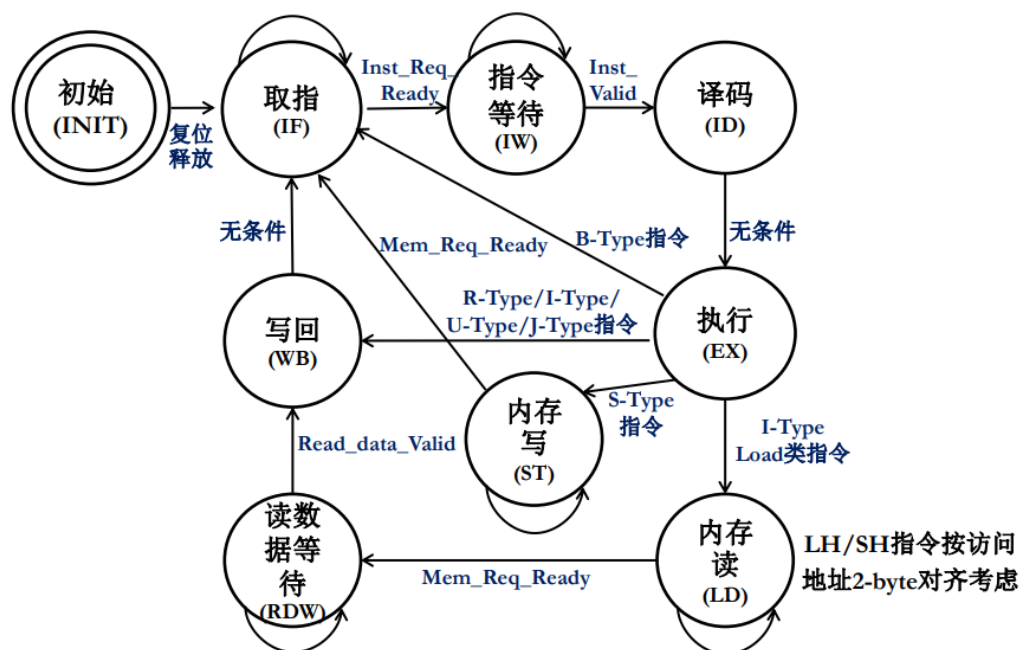 初始
(INIT)
复位
释放
取指
(IF)
Inst_Req_
Ready
指令
等待
(IW)
Inst_
Valid
译码
(ID)
无条件
Mem_Req_Ready
B-Type指令
无条件
写回
(WB)
R-Type/I-Type/
U-Type/J-Type指令
执行
(EX)
Read_data_Valid
内存
写
(ST)
S-Type
指令
I-Type
Load类指令
读数
据等
待
(RDW)
Mem_Req_Ready
内存
读
(LD)
LH/SH指令按访问
地址2-byte对齐考虑